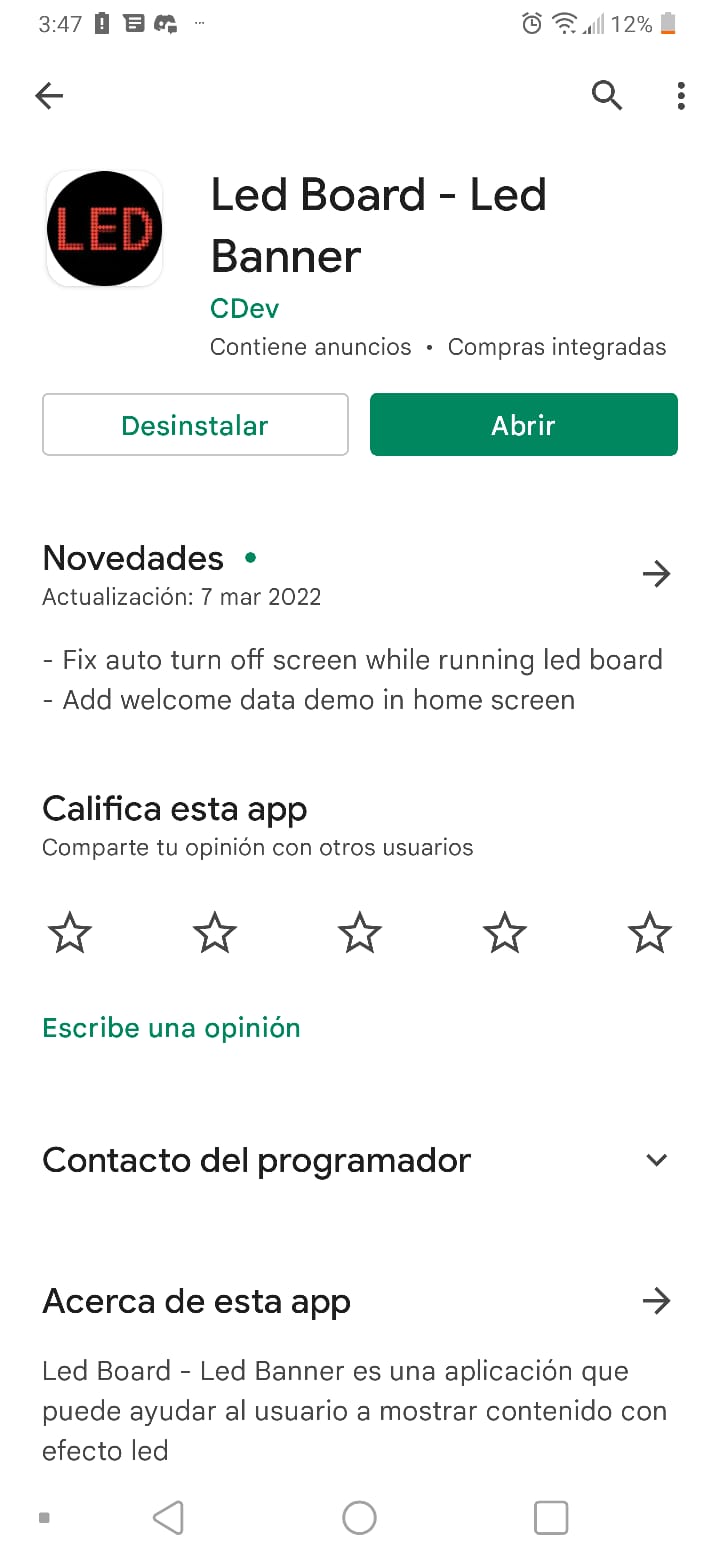 3:47
12%
LED
Led Board - Led
Banner
CDev
Contiene anuncios • Compras integradas
Desinstalar
Abrir
Novedades •
Actualización: 7 mar 2022
- Fix auto turn off screen while running led board
- Add welcome data demo in home screen
Califica esta app
Comparte tu opinión con otros usuarios
Escribe una opinión
Contacto del programador
Acerca de esta app
Led Board - Led Banner es una aplicación que
puede ayudar al usuario a mostrar contenido con
efecto led